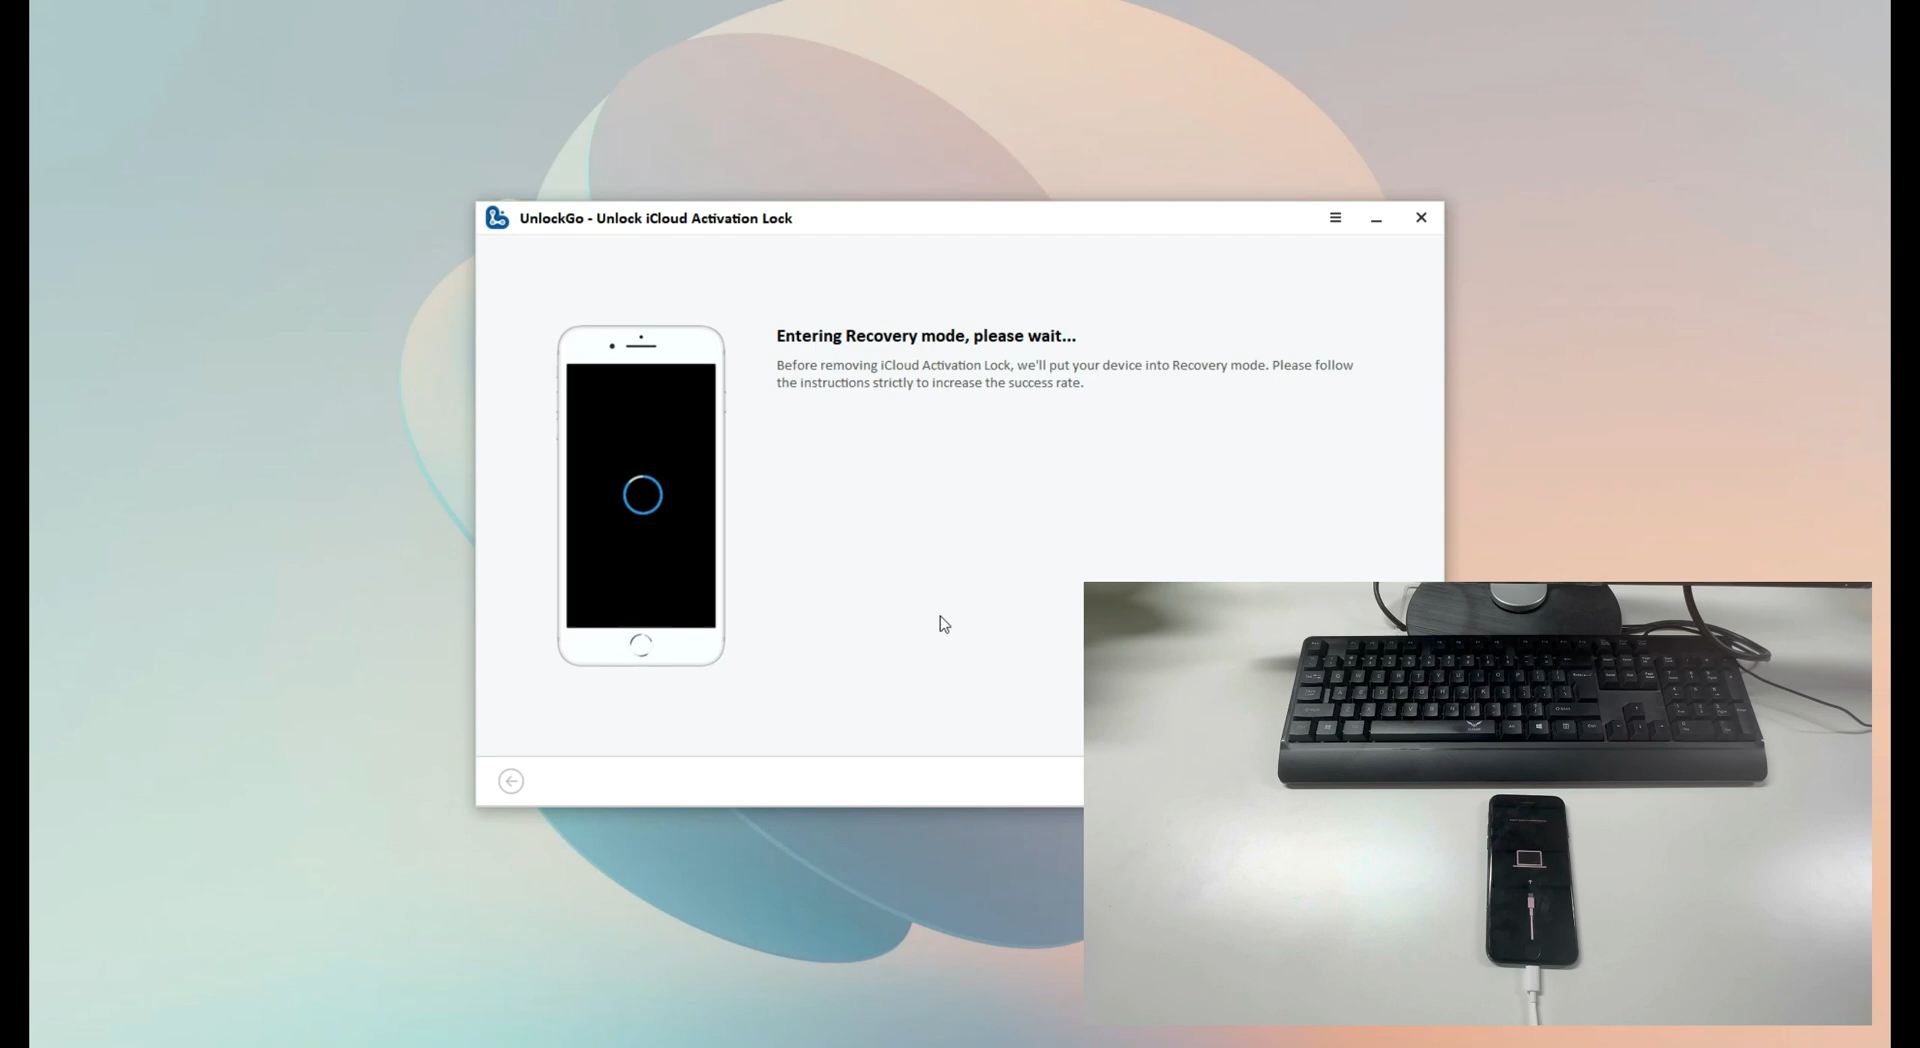 UnlockGo - Unlock iCloud Activation Lock
Entering Recovery mode, please wait...
Before removing iCloud Activation Lock, we'll put your device into Recovery mode. Please follow
the instructions strictly to increase the success rate.